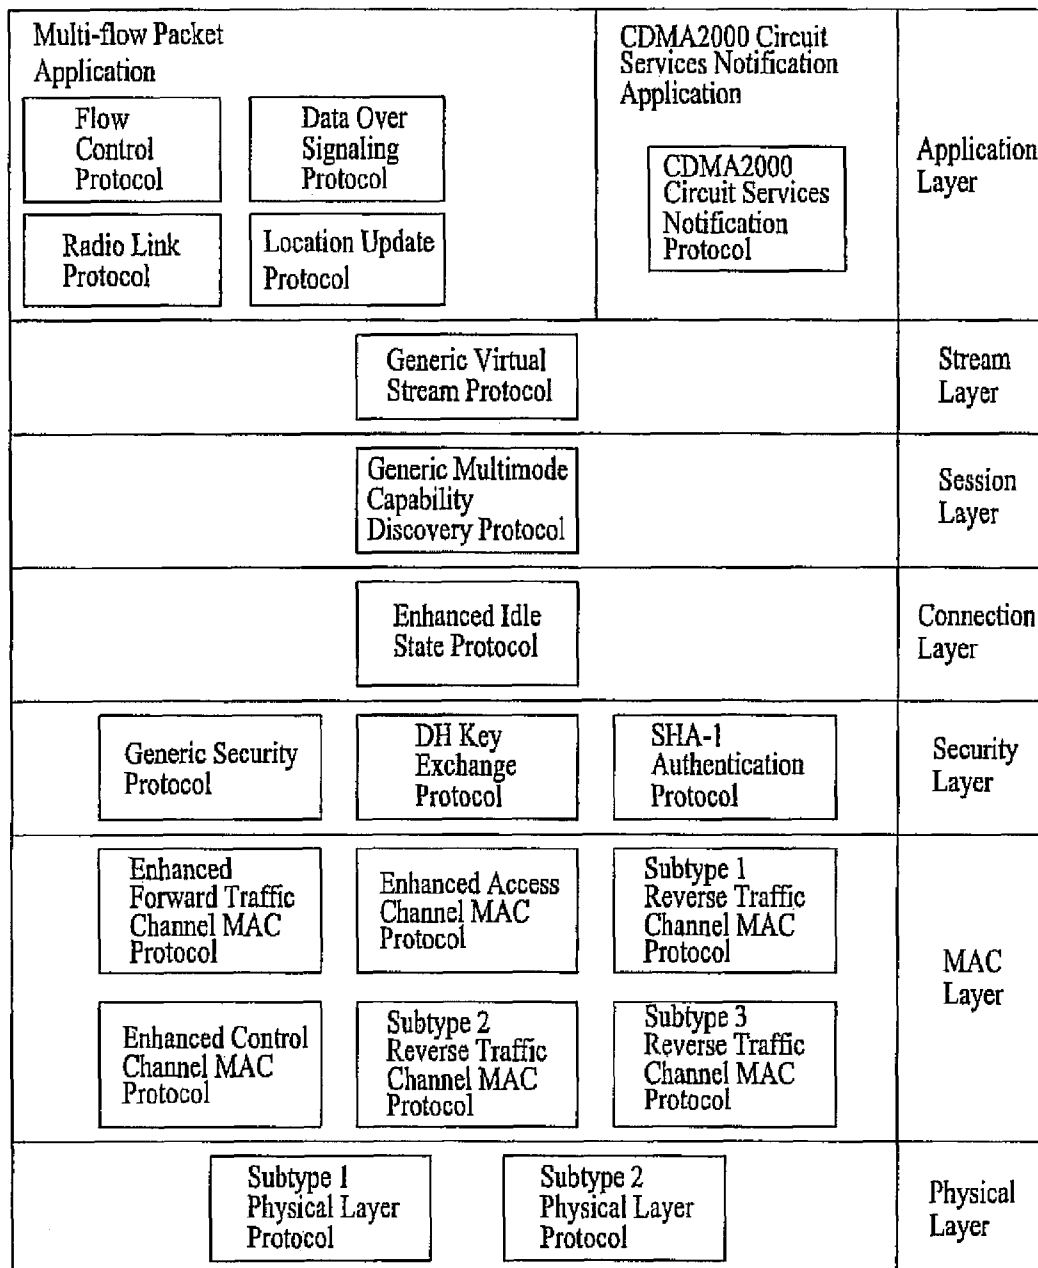 Multi-flow Packet
Application
Flow
Control
Protocol
Data Over
Signaling
Protocol
Radio Link
Protocol
Location Update
Protocol
CDMA2000 Circuit
Services Notification
Application
CDMA2000
Circuit Services
Notification
Protocol
Application
Layer
Generic Virtual
Stream Protocol
Stream
Layer
Generic Multimode
Capability
Discovery Protocol
Session
Layer
Enhanced Idle
State Protocol
Connection
Layer
Generic Security
Protocol
DH Key
Exchange
Protocol
SHA-1
Authentication
Protocol
Security
Layer
Enhanced
Forward Traffic
Channel MAC
Protocol
Enhanced Access
Channel MAC
Protocol
Subtype 1
Reverse Traffic
Channel MAC
Protocol
Enhanced Control
Channel MAC
Protocol
Subtype 2
Reverse Traffic
Channel MAC
Protocol
Subtype 3
Reverse Traffic
Channel MAC
Protocol
MAC
Layer
Subtype 1
Physical Layer
Protocol
Subtype 2
Physical Layer
Protocol
Physical
Layer